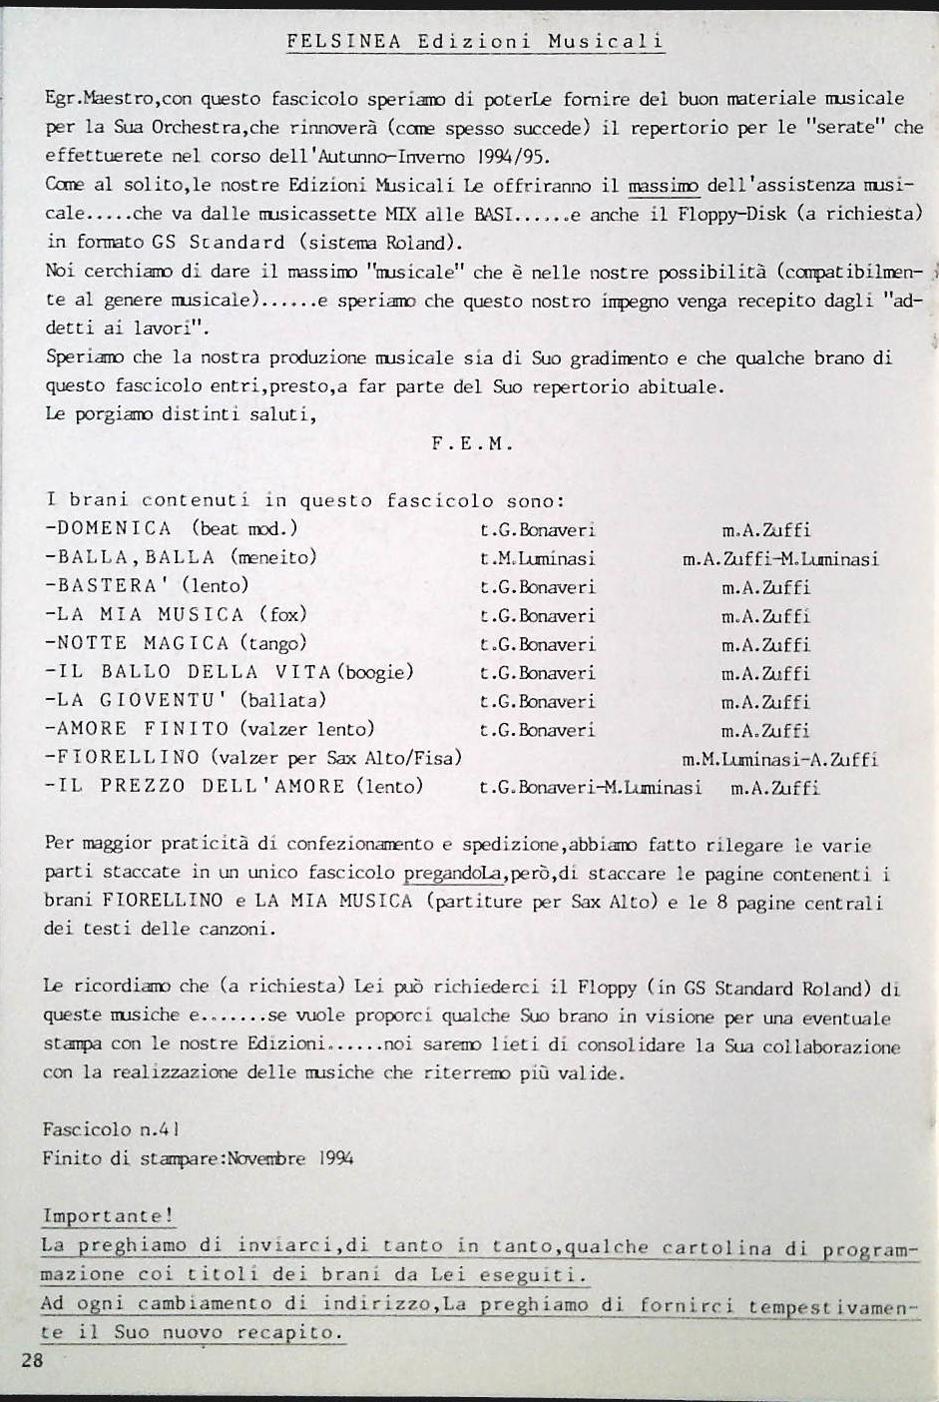 FELSINEA Edizioni Musicali
Egr.Maestro,con questo fascicolo speriamo di poterLe fornire del buon materiale musicale
per la Sua Orchestra,che rinnoverà (come spesso succede) il repertorio per le "serate" che
effettuerete nel corso dell'Autunno-Inverno 1994/95.
Come al solito,le nostre Edizioni Musicali Le offriranno il massimo dell'assistenza musi-
cale.....che va dalle musicassette MIX alle BASI......e anche il Floppy-Disk (a richiesta)
in formato GS Standard (sistema Roland).
Noi cerchiamo di dare il massimo "musicale" che è nelle nostre possibilità (compatibilmen-
te al genere musicale)......e speriamo che questo nostro impegno venga recepito dagli "ad-
detti ai lavori".
Speriamo che la nostra produzione musicale sia di Suo gradimento e che qualche brano di
questo fascicolo entri,presto,a far parte del Suo repertorio abituale.
Le porgiamo distinti saluti,
F.E.M.
I brani contenuti in questo fascicolo sono:
-DOMENICA (beat mod.) t.G.Bonaveri m.A.Zuffi
-BALLA,BALLA (meneito) t.M.Luminasi m.A.Zuffi-M.Luminasi
-BASTERA' (lento) t.G.Bonaveri m.A.Zuffi
-LA MIA MUSICA (fox) t.G.Bonaveri m.A.Zuffi
-NOTTE MAGICA (tango) t.G.Bonaveri m.A.Zuffi
-IL BALLO DELLA VITA(boogie) t.G.Bonaveri m.A.Zuffi
-LA GIOVENTU' (ballata) t.G.Bonaveri m.A.Zuffi
-AMORE FINITO (valzer lento) t.G.Bonaveri m.A.Zuffi
-FIORELLINO (valzer per Sax Alto/Fisa) m.M.Luminasi-A.Zuffi
-IL PREZZO DELL'AMORE (lento) t.G.Bonaveri-M.Luminasi m.A.Zuffi
Per maggior praticità di confezionamento e spedizione,abbiamo fatto rilegare le varie
parti staccate in un unico fascicolo pregandoLa,però,di staccare le pagine contenenti i
brani FIORELLINO e LA MIA MUSICA (partiture per Sax Alto) e le 8 pagine centrali
dei testi delle canzoni.
Le ricordiamo che (a richiesta) Lei può richiederci il Floppy (in GS Standard Roland) di
queste musiche e.......se vuole proporci qualche Suo brano in visione per una eventuale
stampa con le nostre Edizioni......noi saremo lieti di consolidare la Sua collaborazione
con la realizzazione delle musiche che riterremo più valide.
Fascicolo n.41
Finito di stampare:Novembre 1994
Importante!
La preghiamo di inviarci,di tanto in tanto,qualche cartolina di program-
mazione coi titoli dei brani da Lei eseguiti.
Ad ogni cambiamento di indirizzo,La preghiamo di fornirci tempestivamen-
te il Suo nuovo recapito.
28